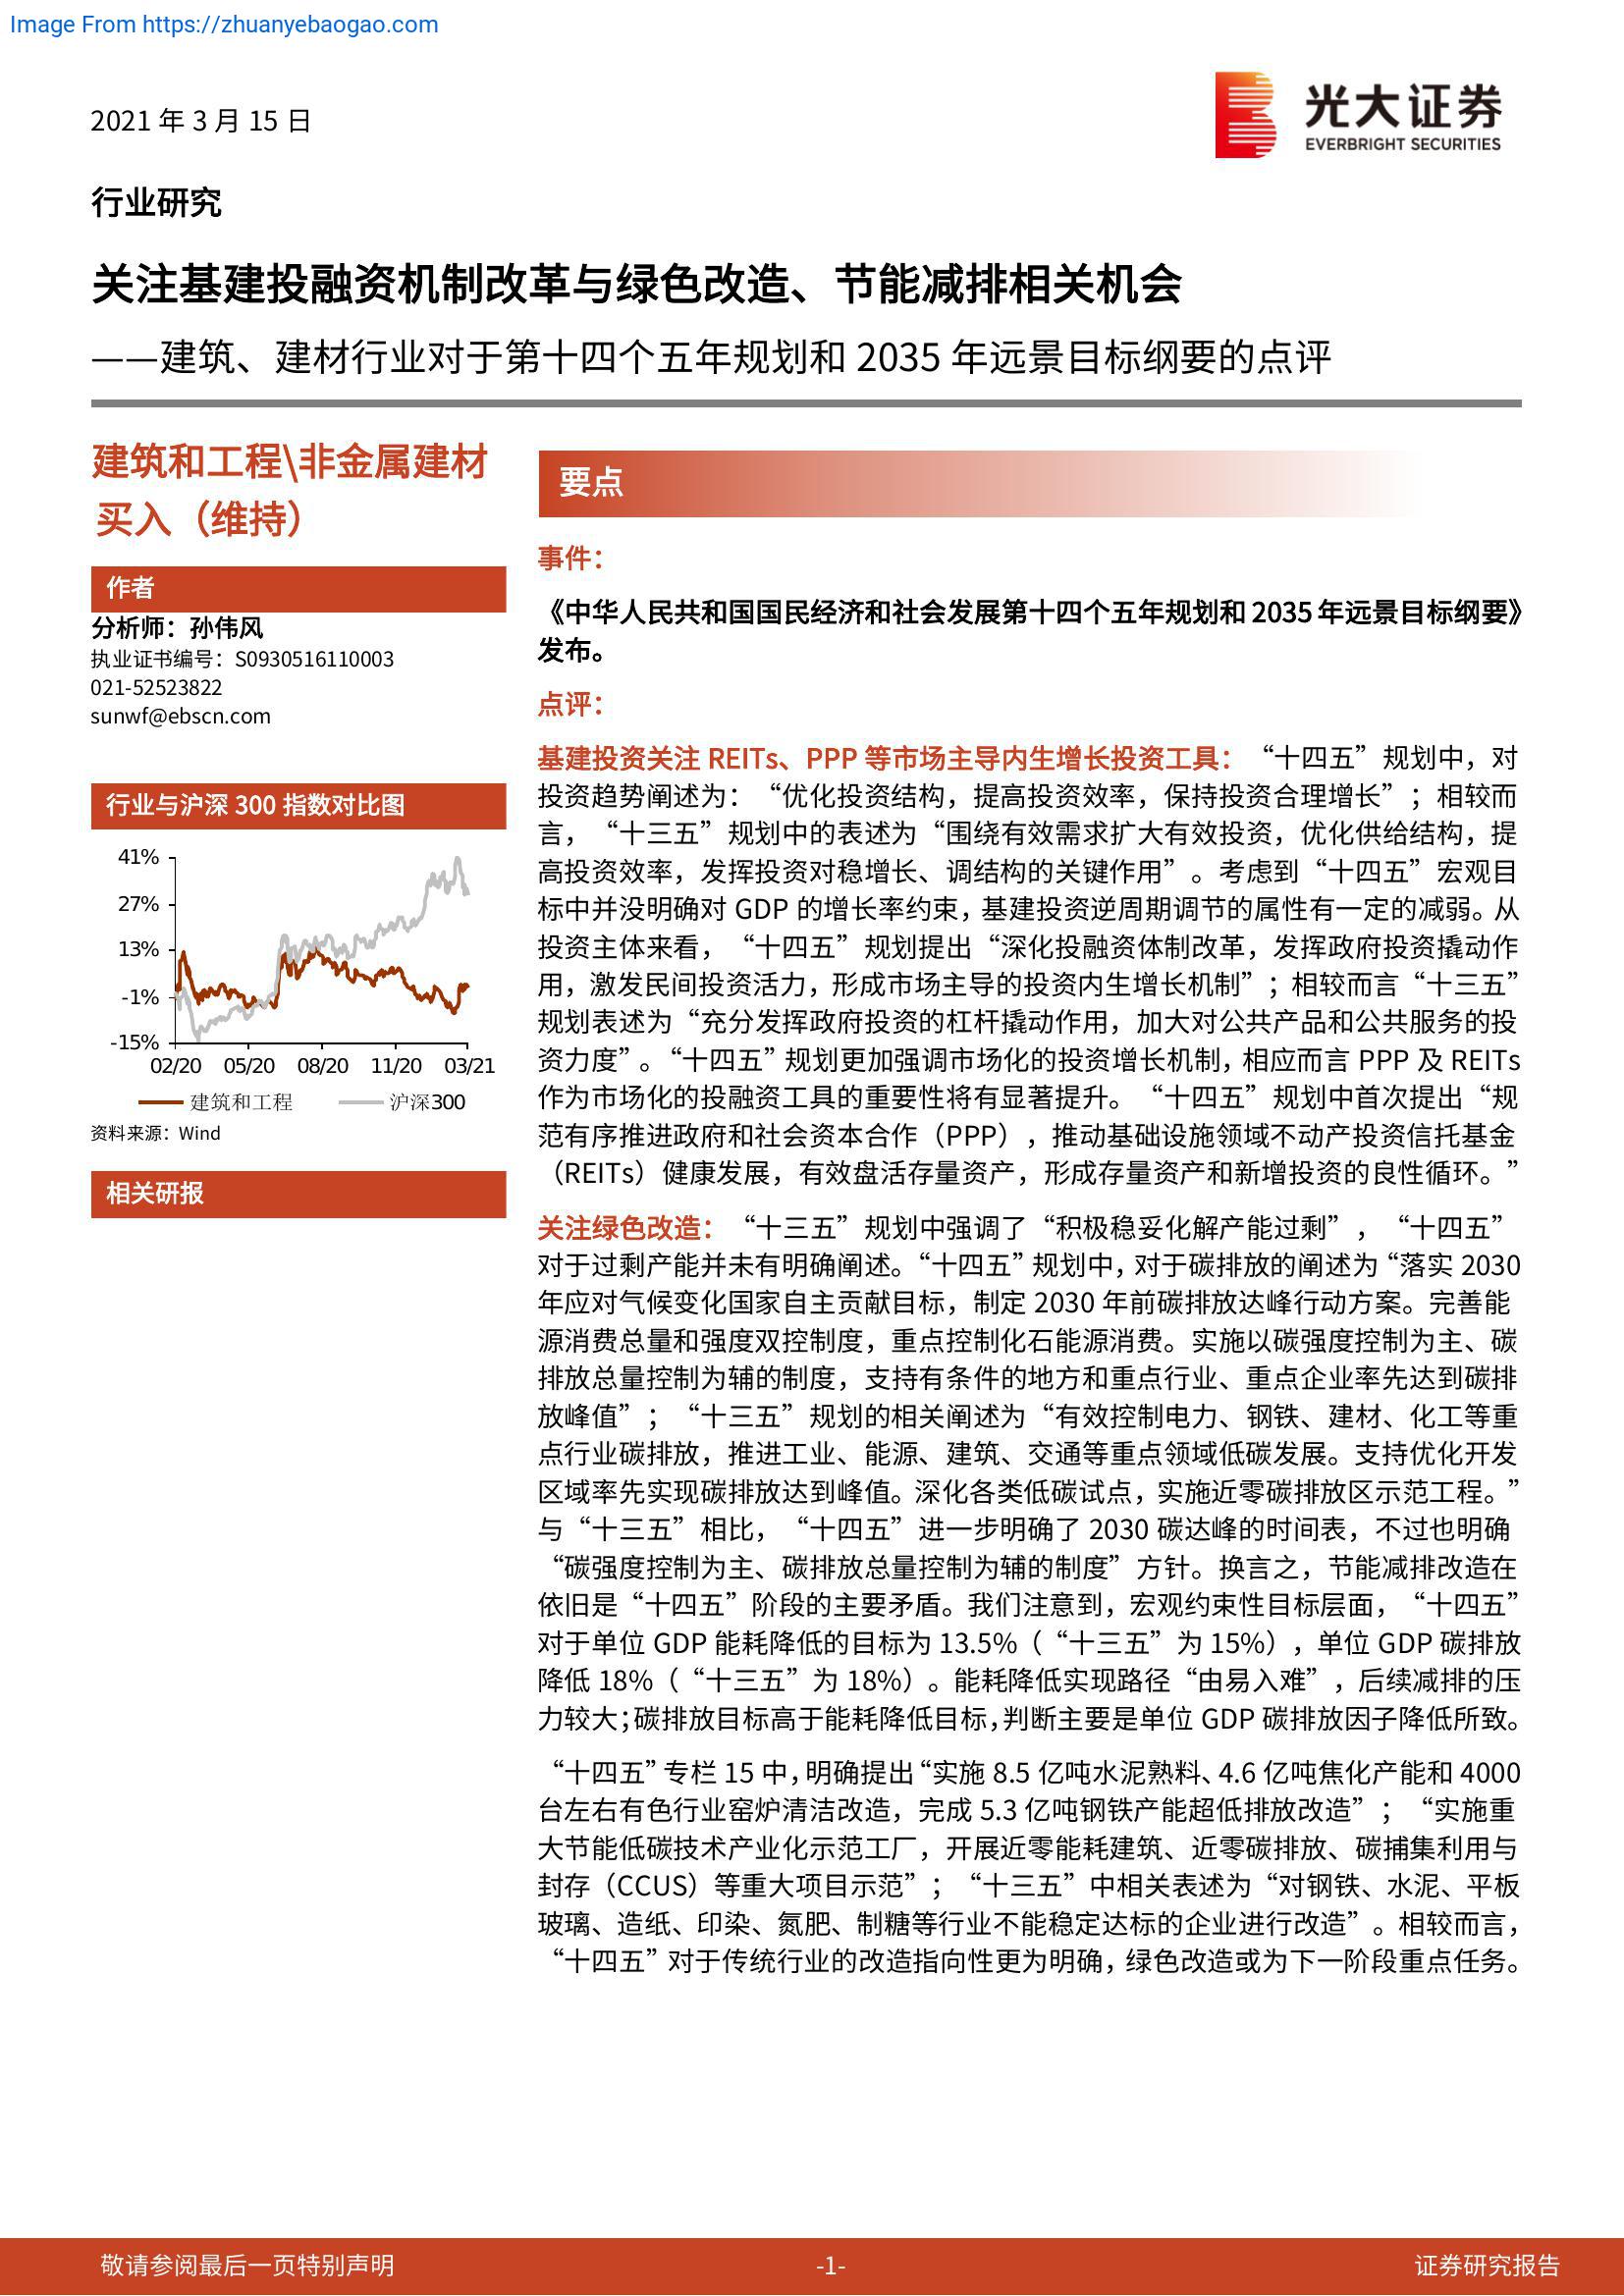 Image From https://zhuanyebaogao.com
2021 年 3 月 15 日
光大证券
EVERBRIGHT SECURITIES
行业研究
关注基建投融资机制改革与绿色改造、节能减排相关机会
——建筑、建材行业对于第十四个五年规划和 2035 年远景目标纲要的点评
建筑和工程\非金属建材
买入（维持）
作者
分析师：孙伟风
执业证书编号：S0930516110003
021-52523822
sunwf@ebscn.com
行业与沪深 300 指数对比图
41%
27%
13%
-1%
-15%
02/20 05/20 08/20 11/20 03/21
建筑和工程 沪深300
资料来源：Wind
相关研报
要点
事件：
《中华人民共和国国民经济和社会发展第十四个五年规划和 2035 年远景目标纲要》
发布。
点评：
基建投资关注 REITs、PPP 等市场主导内生增长投资工具：“十四五”规划中，对
投资趋势阐述为：“优化投资结构，提高投资效率，保持投资合理增长”；相较而
言，“十三五”规划中的表述为“围绕有效需求扩大有效投资，优化供给结构，提
高投资效率，发挥投资对稳增长、调结构的关键作用”。考虑到“十四五”宏观目
标中并没明确对 GDP 的增长率约束，基建投资逆周期调节的属性有一定的减弱。从
投资主体来看，“十四五”规划提出“深化投融资体制改革，发挥政府投资撬动作
用，激发民间投资活力，形成市场主导的投资内生增长机制”；相较而言“十三五”
规划表述为“充分发挥政府投资的杠杆撬动作用，加大对公共产品和公共服务的投
资力度”。“十四五”规划更加强调市场化的投资增长机制，相应而言 PPP 及 REITs
作为市场化的投融资工具的重要性将有显著提升。“十四五”规划中首次提出“规
范有序推进政府和社会资本合作（PPP），推动基础设施领域不动产投资信托基金
（REITs）健康发展，有效盘活存量资产，形成存量资产和新增投资的良性循环。”
关注绿色改造：“十三五”规划中强调了“积极稳妥化解产能过剩”，“十四五”
对于过剩产能并未有明确阐述。“十四五”规划中，对于碳排放的阐述为“落实 2030
年应对气候变化国家自主贡献目标，制定 2030 年前碳排放达峰行动方案。完善能
源消费总量和强度双控制度，重点控制化石能源消费。实施以碳强度控制为主、碳
排放总量控制为辅的制度，支持有条件的地方和重点行业、重点企业率先达到碳排
放峰值”；“十三五”规划的相关阐述为“有效控制电力、钢铁、建材、化工等重
点行业碳排放，推进工业、能源、建筑、交通等重点领域低碳发展。支持优化开发
区域率先实现碳排放达到峰值。深化各类低碳试点，实施近零碳排放区示范工程。”
与“十三五”相比，“十四五”进一步明确了 2030 碳达峰的时间表，不过也明确
“碳强度控制为主、碳排放总量控制为辅的制度”方针。换言之，节能减排改造在
依旧是“十四五”阶段的主要矛盾。我们注意到，宏观约束性目标层面，“十四五”
对于单位 GDP 能耗降低的目标为 13.5%（“十三五”为 15%），单位 GDP 碳排放
降低 18%（“十三五”为 18%）。能耗降低实现路径“由易入难”，后续减排的压
力较大；碳排放目标高于能耗降低目标，判断主要是单位 GDP 碳排放因子降低所致。
“十四五”专栏 15 中，明确提出“实施 8.5 亿吨水泥熟料、4.6 亿吨焦化产能和 4000
台左右有色行业窑炉清洁改造，完成 5.3 亿吨钢铁产能超低排放改造”；“实施重
大节能低碳技术产业化示范工厂，开展近零能耗建筑、近零碳排放、碳捕集利用与
封存（CCUS）等重大项目示范”；“十三五”中相关表述为“对钢铁、水泥、平板
玻璃、造纸、印染、氮肥、制糖等行业不能稳定达标的企业进行改造”。相较而言，
“十四五”对于传统行业的改造指向性更为明确，绿色改造或为下一阶段重点任务。
敬请参阅最后一页特别声明
-1-
证券研究报告